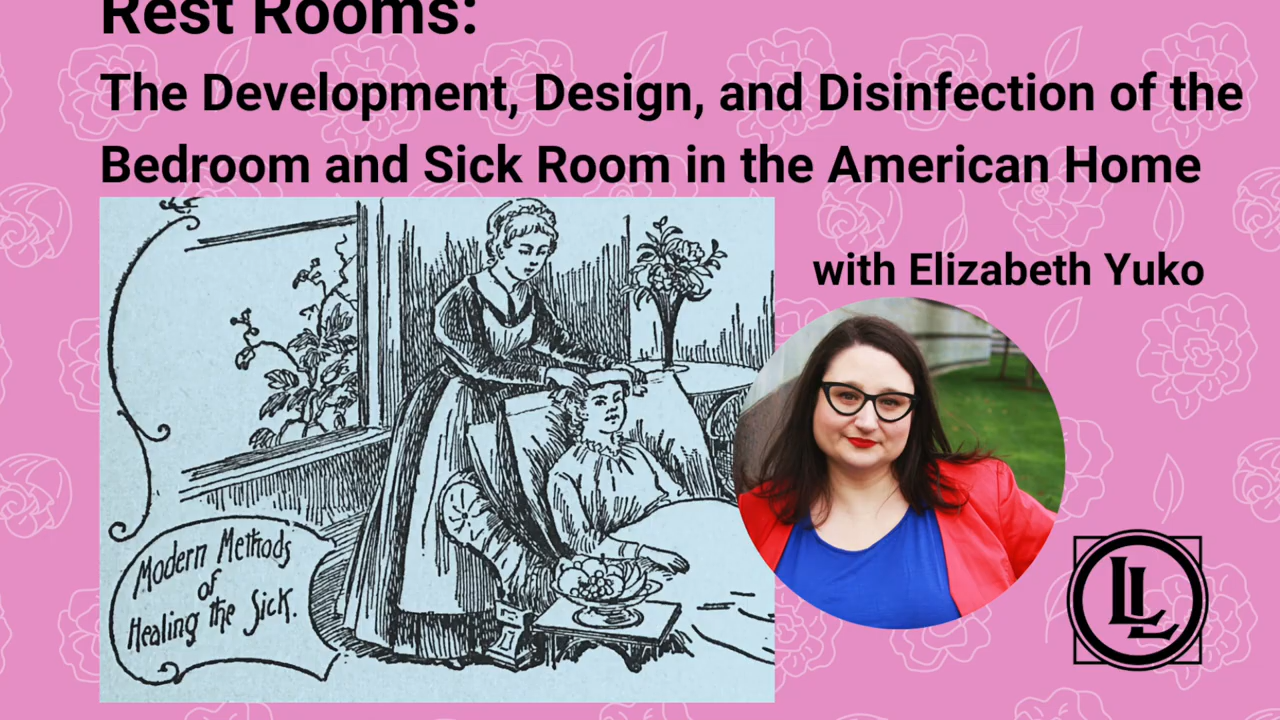 Rest Rooms:
The Development, Design, and Disinfection of the
Bedroom and Sick Room in the American Home
with Elizabeth Yuko
Modern Methods
of
Healing the Sick.
LL